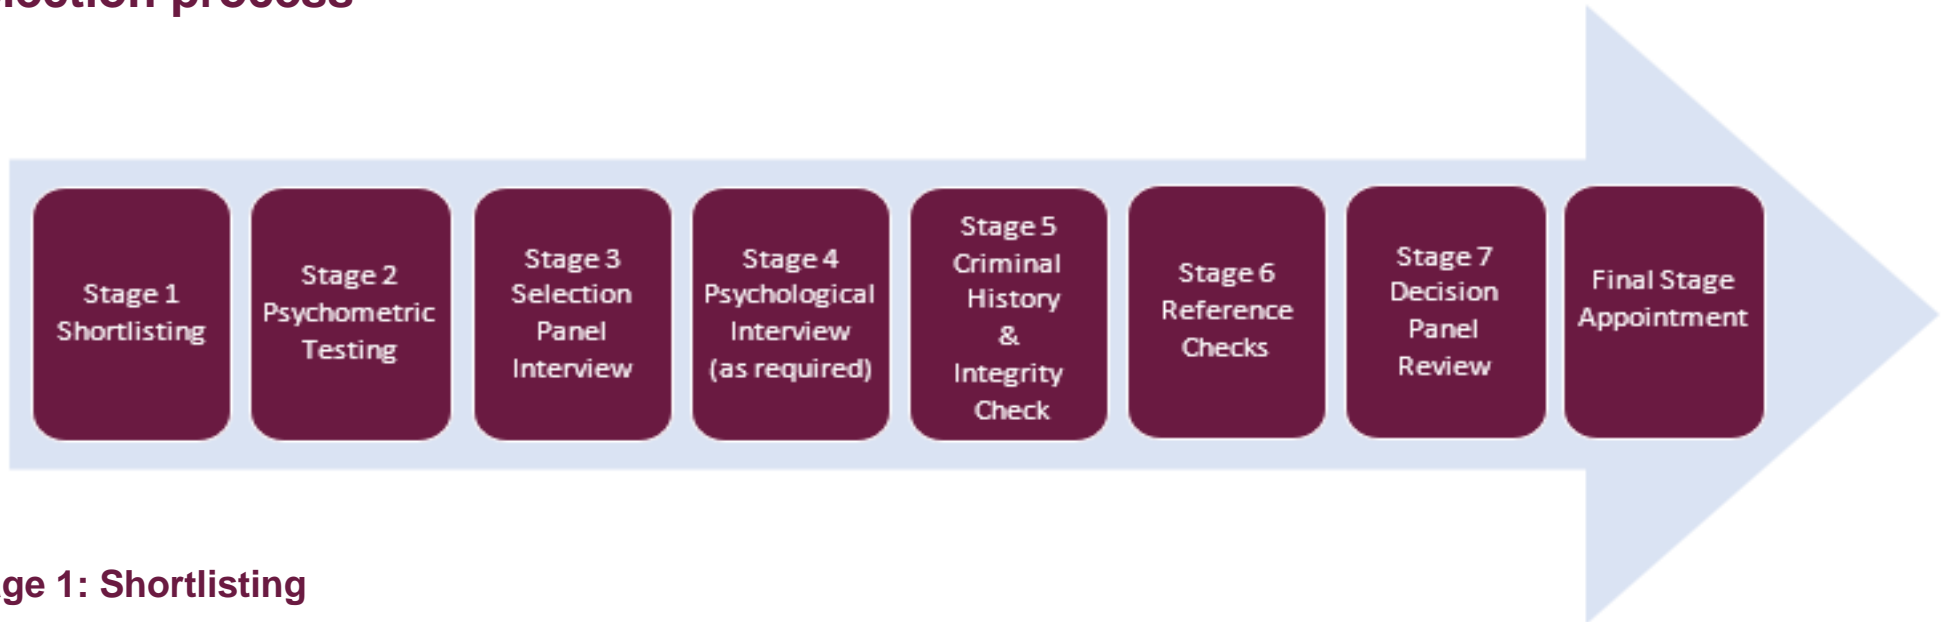 ection process
Stage 1
Shortlisting
Stage 2
Psychometric
Testing
Stage 3
Selection
Panel
Interview
Stage 4
Psychological
Interview
(as required)
Stage 5
Criminal
History
&
Integrity
Check
Stage 6
Reference
Checks
Stage 7
Decision
Panel
Review
Final Stage
Appointment
ge 1: Shortlisting